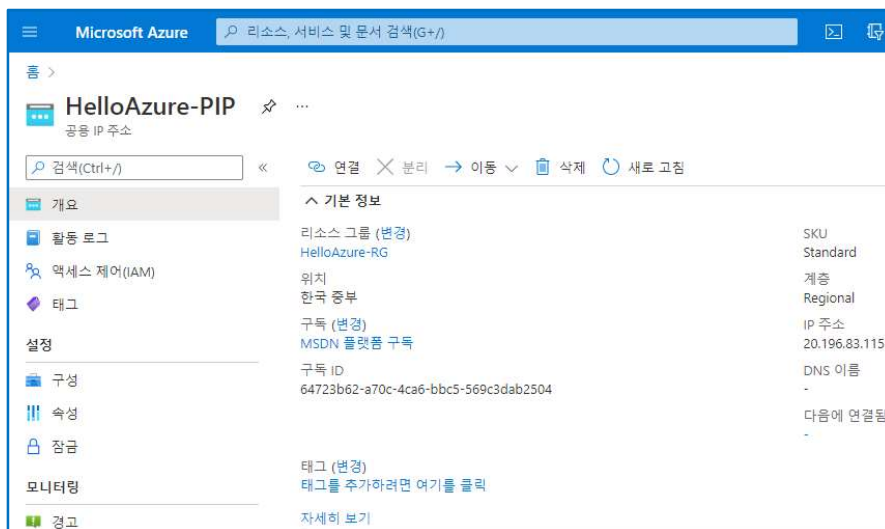 Microsoft Azure
리소스, 서비스 및 문서 검색(G+/)
홈 >
HelloAzure-PIP
공용 IP 주소
검색(Ctrl+/)
연결
분리
이동
삭제
새로 고침
개요
활동 로그
액세스 제어(IAM)
태그
설정
구성
속성
잠금
모니터링
경고
기본 정보
리소스 그룹 (변경)
HelloAzure-RG
위치
한국 중부
구독 (변경)
MSDN 플랫폼 구독
구독 ID
64723b62-a70c-4ca6-bbc5-569c3dab2504
태그 (변경)
태그를 추가하려면 여기를 클릭
자세히 보기
SKU
Standard
계층
Regional
IP 주소
20.196.83.115
DNS 이름
-
다음에 연결됨
-